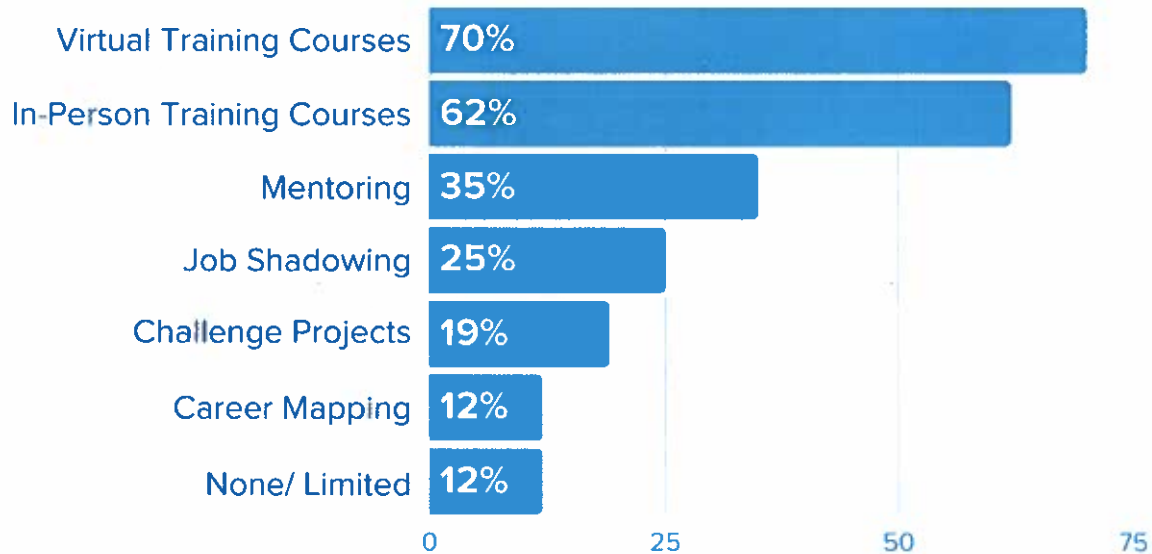 Virtual Training Courses 70%
In-Person Training Courses 62%
Mentoring 35%
Job Shadowing 25%
Challenge Projects 19%
Career Mapping 12%
None/ Limited 12%
0 25 50 75